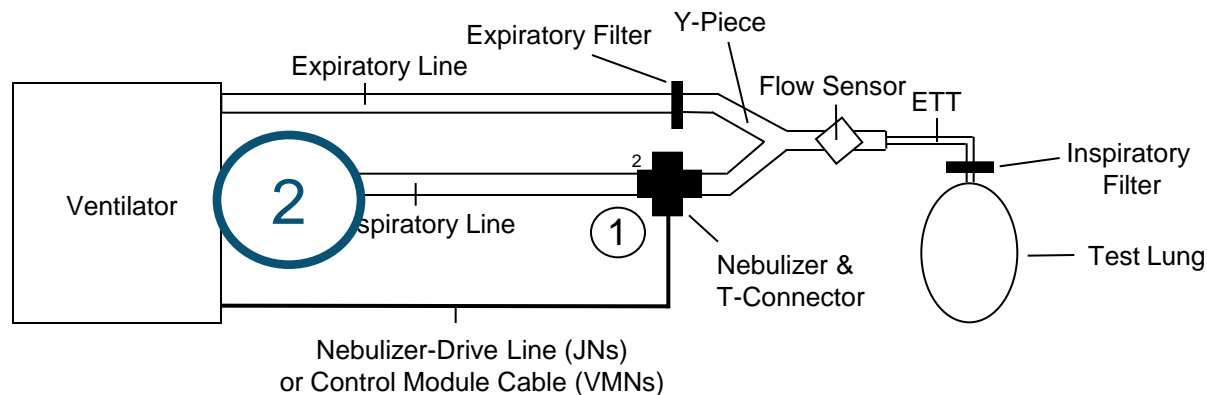 Expiratory Filter
Y-Piece
Expiratory Line
Flow Sensor
ETT
Inspiratory
Filter
Ventilator
2
2
spiratory Line
1
Nebulizer &
T-Connector
Test Lung
Nebulizer-Drive Line (JNs)
or Control Module Cable (VMNs)